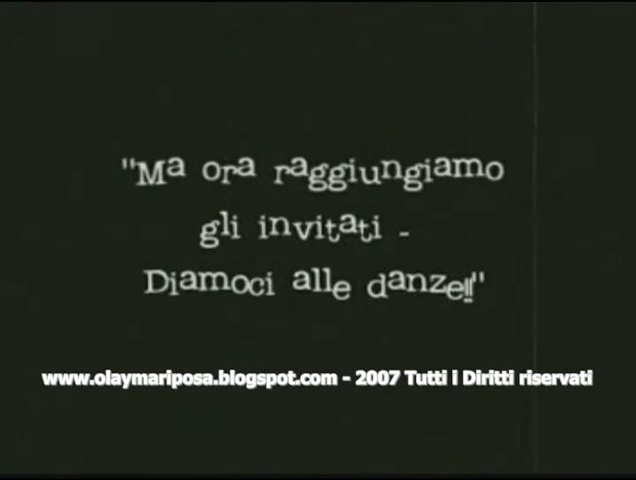 "Ma ora raggiungiamo
gli invitati -
Diamoci alle danze!!"
www.olaymariposa.blogspot.com - 2007 Tutti i Diritti riservati